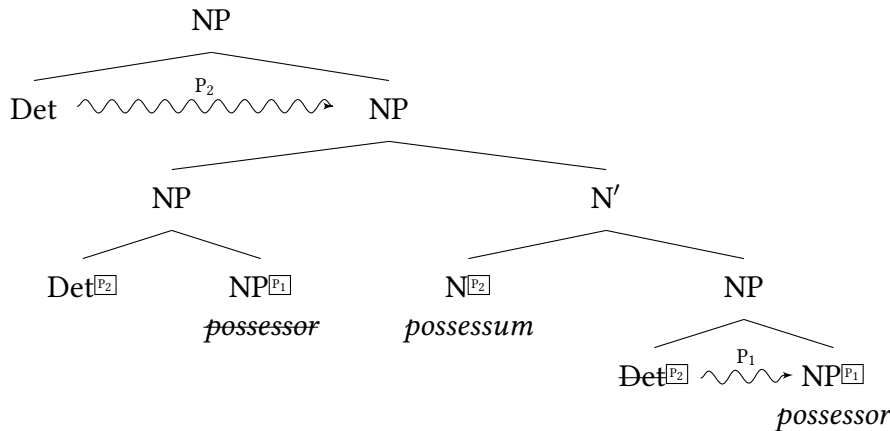 NP
Det P₂ NP
NP N′
Det P₂ NP P₁ N P₂ NP
possessor possessum
Det P₂ P₁ NP P₁
possessor